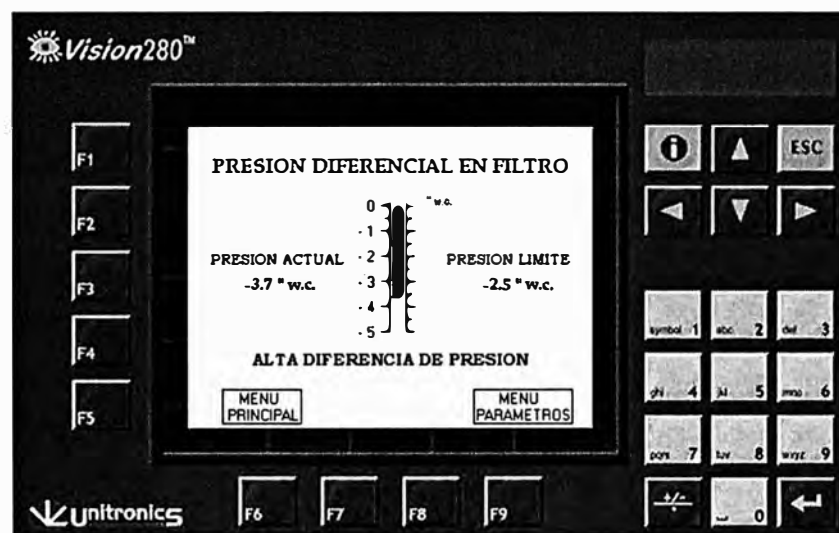 Vision280™
F1
F2
F3
F4
F5
PRESION DIFERENCIAL EN FILTRO
" w.c.
0
- 1
- 2
- 3
- 4
- 5
PRESION ACTUAL
-3.7 " w.c.
PRESION LIMITE
-2.5 " w.c.
ALTA DIFERENCIA DE PRESION
MENU
PRINCIPAL
MENU
PARAMETROS
i
ESC
symbol 1
abc 2
def 3
ghi 4
jkl 5
mno 6
pqrs 7
tuv 8
wxyz 9
+/-
0
Unitronics
F6
F7
F8
F9